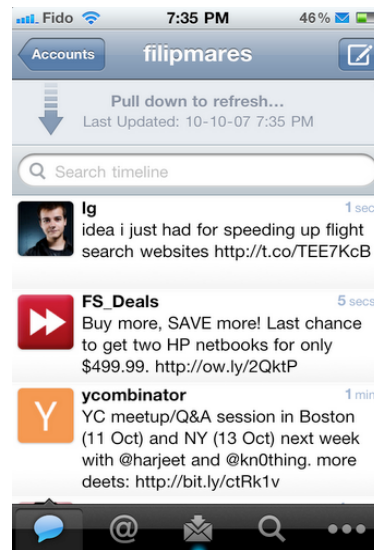 Fido 7:35 PM 46%
Accounts filipmares
Pull down to refresh...
Last Updated: 10-10-07 7:35 PM
Search timeline
lg 1 sec
idea i just had for speeding up flight
search websites http://t.co/TEE7KcB
FS_Deals 5 secs
Buy more, SAVE more! Last chance
to get two HP netbooks for only
$499.99. http://ow.ly/2QktP
ycombinator 1 min
YC meetup/Q&A session in Boston
(11 Oct) and NY (13 Oct) next week
with @harjeet and @kn0thing. more
deets: http://bit.ly/ctRk1v
@